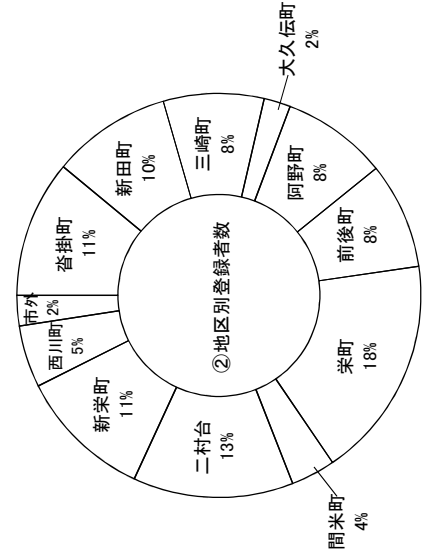 ②地区別登録者数
沓掛町
11%
新田町
10%
三崎町
8%
大久伝町
2%
阿野町
8%
前後町
8%
栄町
18%
間米町
4%
二村台
13%
新栄町
11%
西川町
5%
市外
2%